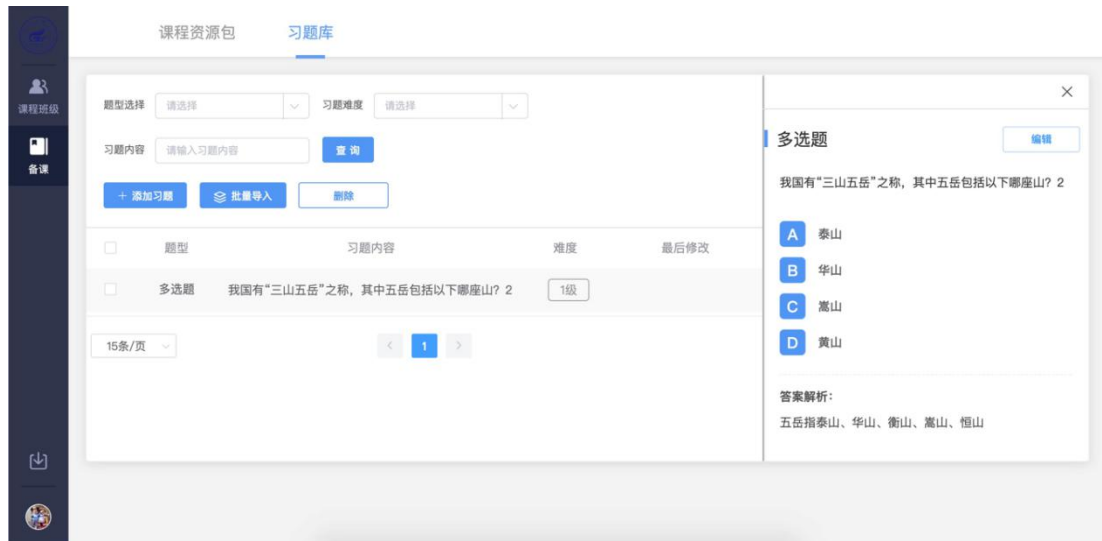 课程资源包 习题库
课程班级
备课
题型选择 请选择 习题难度 请选择
习题内容 请输入习题内容 查询
+ 添加习题 批量导入 删除
题型 习题内容 难度 最后修改
多选题 我国有“三山五岳”之称，其中五岳包括以下哪座山？2 1级
15条/页 < 1 >
多选题 编辑
我国有“三山五岳”之称，其中五岳包括以下哪座山？2
A 泰山
B 华山
C 嵩山
D 黄山
答案解析：
五岳指泰山、华山、衡山、嵩山、恒山